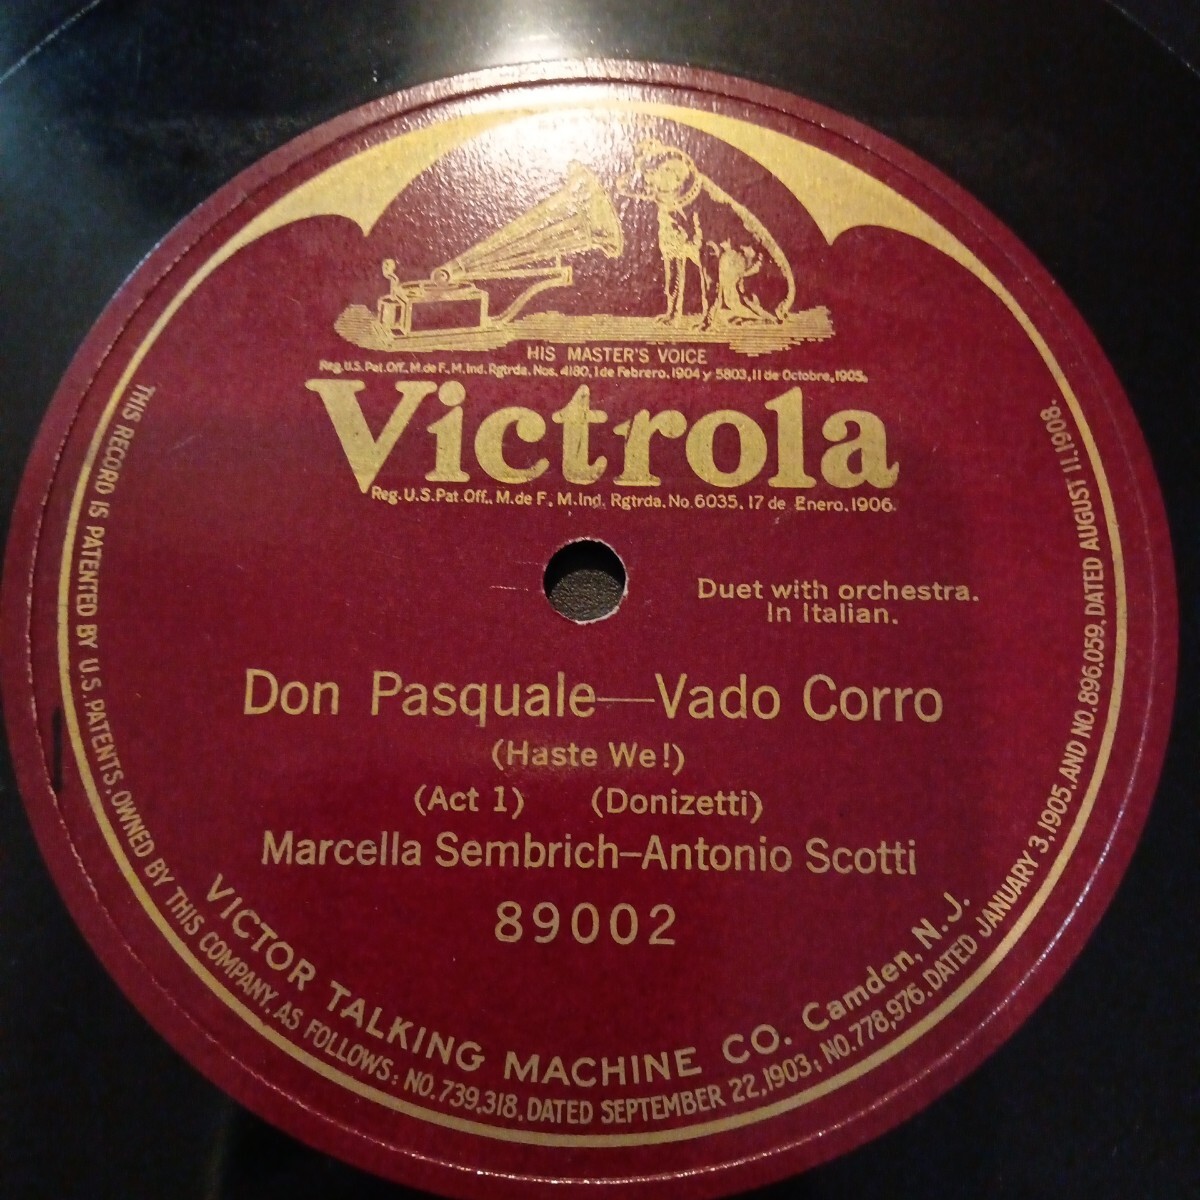 HIS MASTER'S VOICE
Reg.U.S.Pat.Off., M.de F., M.Ind. Rgtrda. Nos. 4180, 1 de Febrero, 1904 y 5803, 11 de Octubre, 1905.
Victrola
Reg. U.S.Pat. Off., M. de F., M.Ind. Rgtrda. No 6035, 17 de Enero, 1906.
Duet with orchestra.
In Italian.
Don Pasquale—Vado Corro
(Haste We!)
(Act 1) (Donizetti)
Marcella Sembrich–Antonio Scotti
89002
VICTOR TALKING MACHINE CO. Camden, N. J.
THIS RECORD IS PATENTED BY U.S. PATENTS, OWNED BY THIS COMPANY, AS FOLLOWS: NO. 739,318, DATED SEPTEMBER 22, 1903; NO. 778,976, DATED JANUARY 3, 1905, AND NO. 896,059, DATED AUGUST 11, 1908.